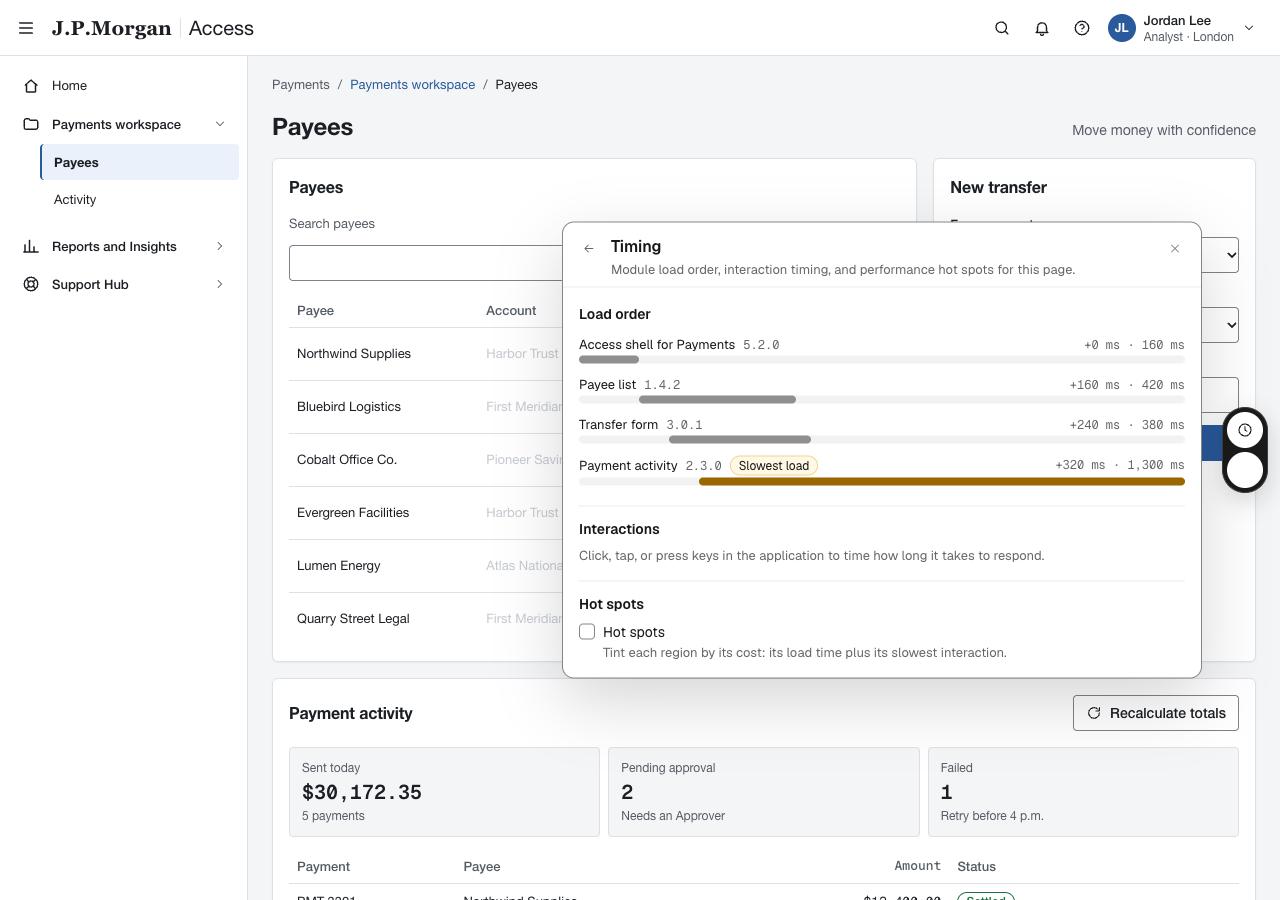 J.P.Morgan Access
JL
Jordan Lee
Analyst · London
Home
Payments workspace
Payees
Activity
Reports and Insights
Support Hub
Payments / Payments workspace / Payees
Payees
Move money with confidence
Payees
Search payees
Payee Account
Northwind Supplies Harbor Trust
Bluebird Logistics First Meridian
Cobalt Office Co. Pioneer
Evergreen Facilities Harbor Trust
Lumen Energy Atlas
Quarry Street Legal First Meridian
New transfer
Timing
Module load order, interaction timing, and performance hot spots for this page.
Load order
Access shell for Payments 5.2.0 +0 ms · 160 ms
Payee list 1.4.2 +160 ms · 420 ms
Transfer form 3.0.1 +240 ms · 380 ms
Payment activity 2.3.0 Slowest load +320 ms · 1,300 ms
Interactions
Click, tap, or press keys in the application to time how long it takes to respond.
Hot spots
Hot spots
Tint each region by its cost: its load time plus its slowest interaction.
Payment activity
Recalculate totals
Sent today
$30,172.35
5 payments
Pending approval
2
Needs an Approver
Failed
1
Retry before 4 p.m.
Payment Payee Amount Status
Northwind Supplies Settled